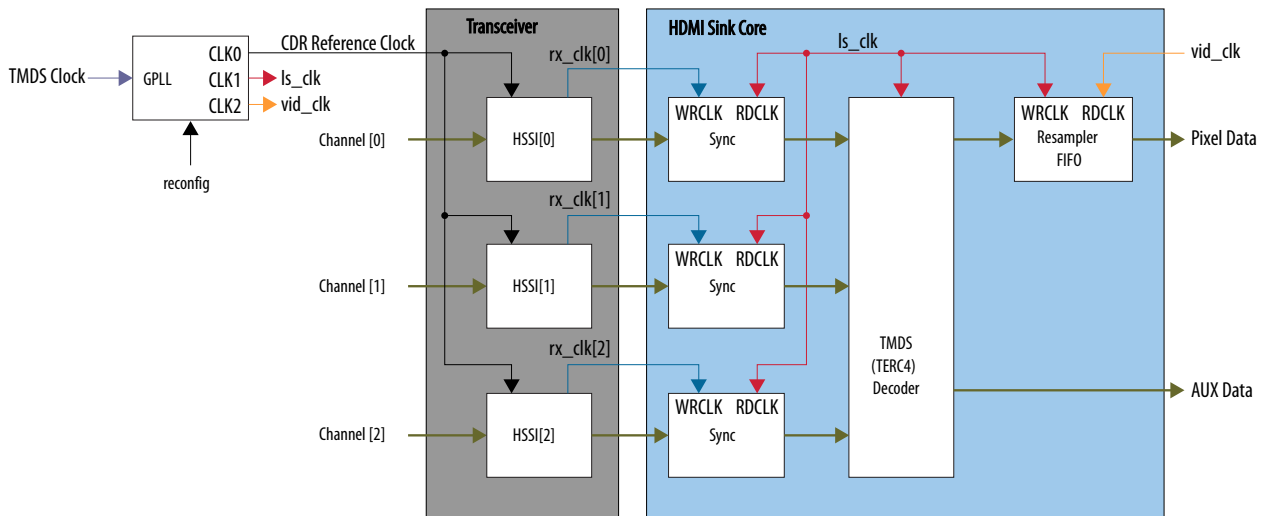 TMDS Clock
GPLL
CLK0
CLK1
CLK2
CDR Reference Clock
ls_clk
vid_clk
reconfig
Transceiver
HDMI Sink Core
rx_clk[0]
ls_clk
vid_clk
Channel [0]
HSSI[0]
WRCLK RDCLK
Sync
WRCLK RDCLK
Resampler
FIFO
Pixel Data
rx_clk[1]
Channel [1]
HSSI[1]
WRCLK RDCLK
Sync
TMDS
(TERC4)
Decoder
AUX Data
rx_clk[2]
Channel [2]
HSSI[2]
WRCLK RDCLK
Sync